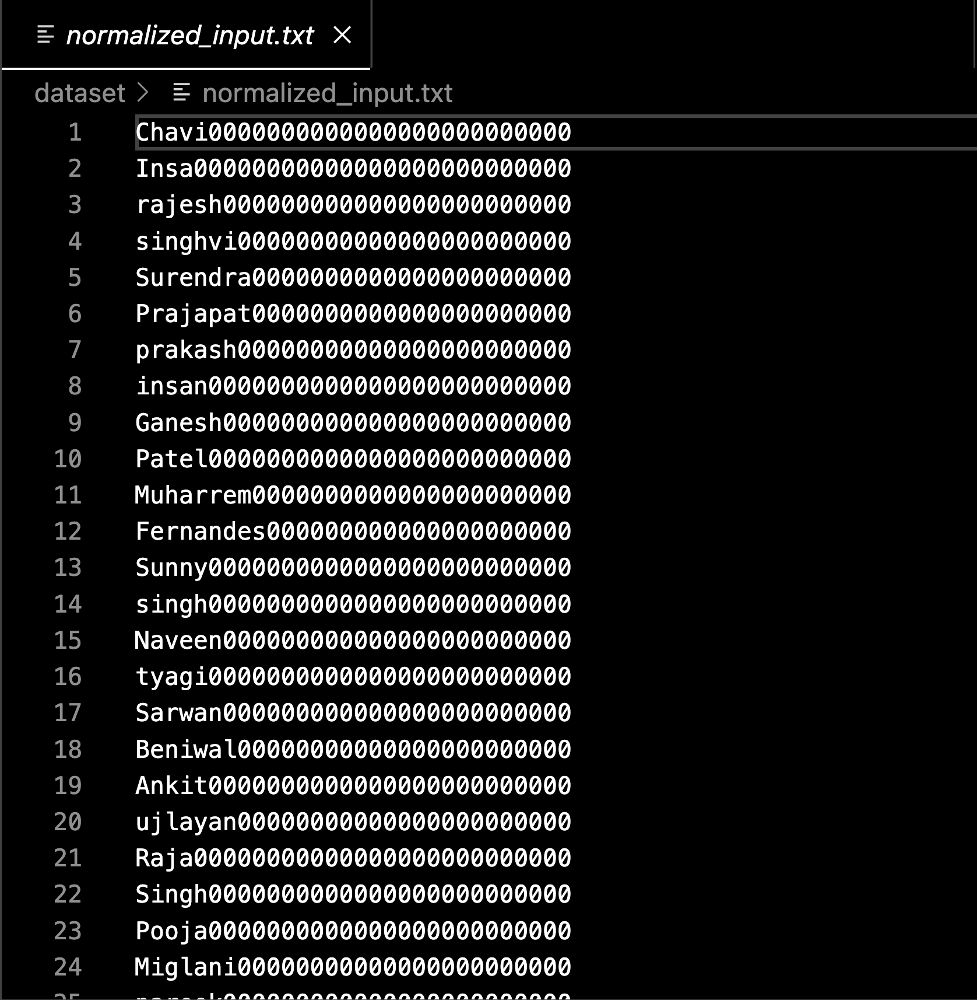 normalized_input.txt
dataset > normalized_input.txt
1 Chavi0000000000000000000000000
2 Insa00000000000000000000000000
3 rajesh000000000000000000000000
4 singhvi00000000000000000000000
5 Surendra0000000000000000000000
6 Prajapat0000000000000000000000
7 prakash00000000000000000000000
8 insan0000000000000000000000000
9 Ganesh000000000000000000000000
10 Patel0000000000000000000000000
11 Muharrem0000000000000000000000
12 Fernandes000000000000000000000
13 Sunny0000000000000000000000000
14 singh0000000000000000000000000
15 Naveen000000000000000000000000
16 tyagi0000000000000000000000000
17 Sarwan000000000000000000000000
18 Beniwal00000000000000000000000
19 Ankit0000000000000000000000000
20 ujlayan00000000000000000000000
21 Raja00000000000000000000000000
22 Singh0000000000000000000000000
23 Pooja0000000000000000000000000
24 Miglani00000000000000000000000